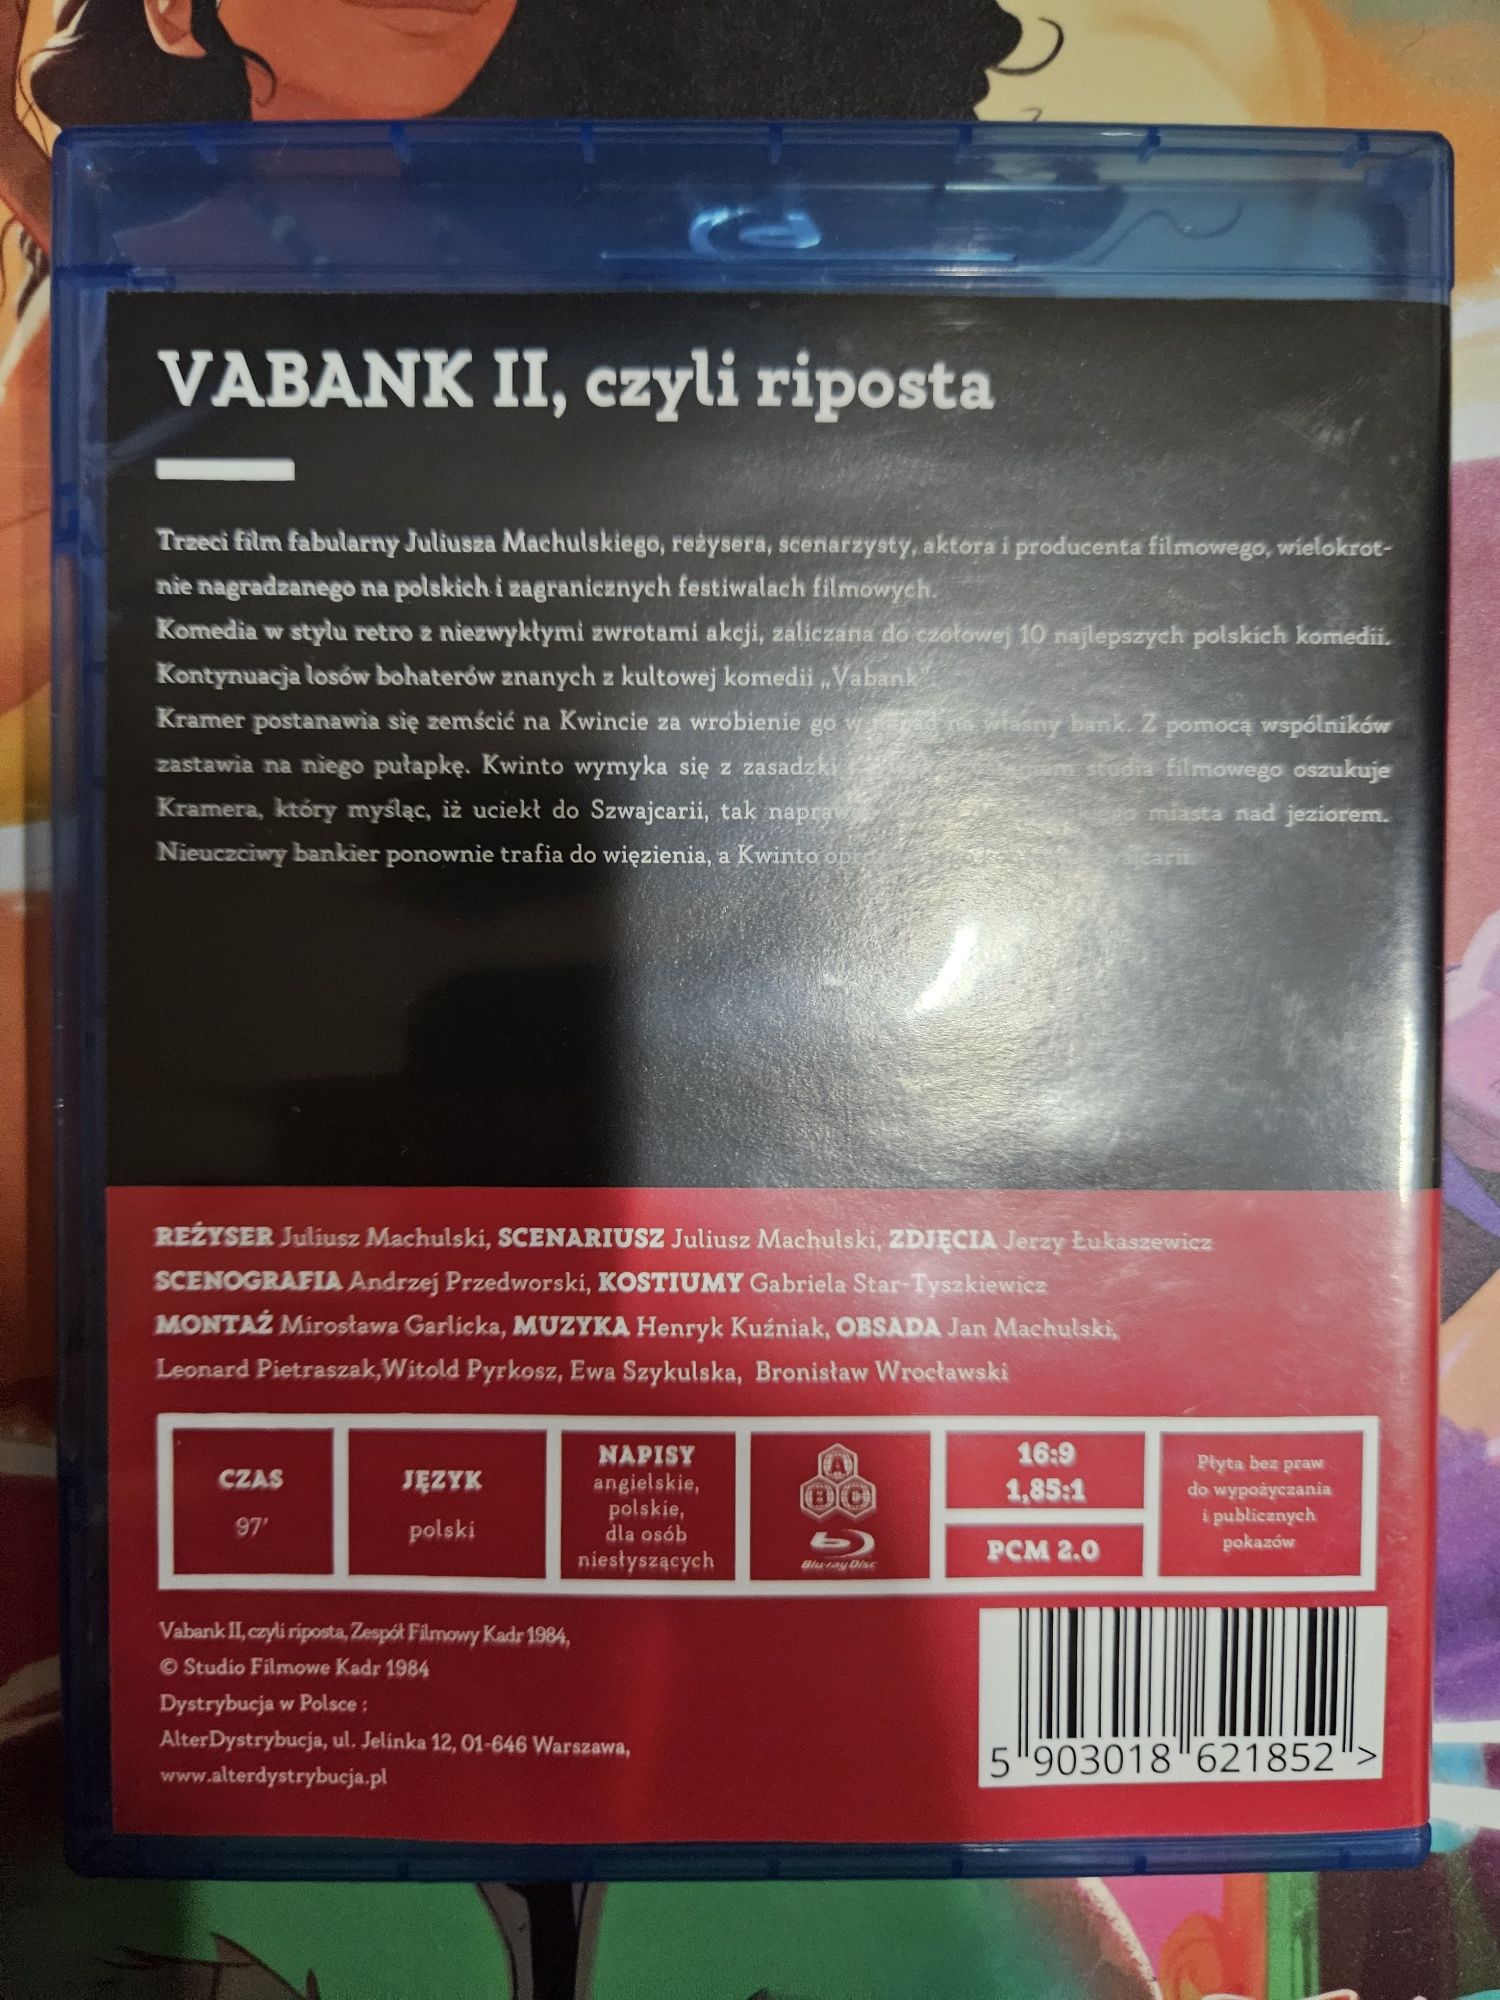 VABANK II, czyli riposta
Trzeci film fabularny Juliusza Machulskiego, reżysera, scenarzysty, aktora i producenta filmowego, wielokrot-
nie nagradzanego na polskich i zagranicznych festiwalach filmowych.
Komedia w stylu retro z niezwykłymi zwrotami akcji, zaliczana do czołowej 10 najlepszych polskich komedii.
Kontynuacja losów bohaterów znanych z kultowej komedii „Vabank".
Kramer postanawia się zemścić na Kwincie za wrobienie go w napad na własny bank. Z pomocą wspólników
zastawia na niego pułapkę. Kwinto wymyka się z zasadzki studia filmowego oszukuje
Kramera, który myśląc, iż uciekł do Szwajcarii, tak miasta nad jeziorem.
Nieuczciwy bankier ponownie trafia do więzienia, a Kwinto
REŻYSER Juliusz Machulski, SCENARIUSZ Juliusz Machulski, ZDJĘCIA Jerzy Łukaszewicz
SCENOGRAFIA Andrzej Przedworski, KOSTIUMY Gabriela Star-Tyszkiewicz
MONTAŻ Mirosława Garlicka, MUZYKA Henryk Kuźniak, OBSADA Jan Machulski,
Leonard Pietraszak,Witold Pyrkosz, Ewa Szykulska, Bronisław Wrocławski
CZAS
97'
JĘZYK
polski
NAPISY
angielskie,
polskie,
dla osób
niesłyszących
A
B C
Blu-ray Disc
16:9
1,85:1
PCM 2.0
Płyta bez praw
do wypożyczania
i publicznych
pokazów
Vabank II, czyli riposta, Zespół Filmowy Kadr 1984,
© Studio Filmowe Kadr 1984
Dystrybucja w Polsce :
AlterDystrybucja, ul. Jelinka 12, 01-646 Warszawa,
www.alterdystrybucja.pl
5 903018 621852 >